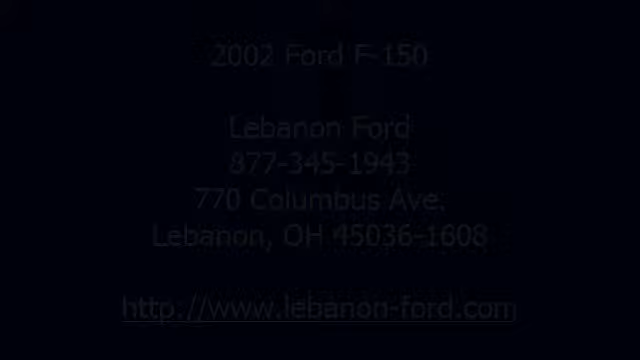 2002 Ford F-150
Lebanon Ford
877-345-1943
770 Columbus Ave.
Lebanon, OH 45036-1608
http://www.lebanon-ford.com